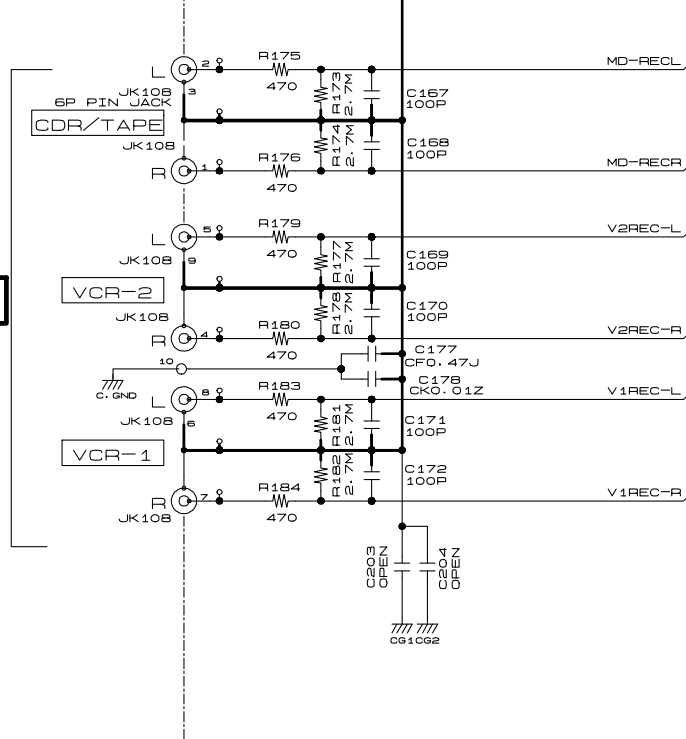 MD-RECL
L
2
R175
470
R173
2.7M
C167
100P
3
JK108
6P PIN JACK
CDR/TAPE
R174
2.7M
C168
100P
JK108
R
1
R176
470
MD-RECR
L
5
R179
470
V2REC-L
R177
2.7M
C169
100P
JK108
9
VCR-2
R178
2.7M
C170
100P
JK108
R
4
R180
470
V2REC-R
10
C177
CF0.47J
C.GND
C178
CK0.01Z
L
8
R183
470
V1REC-L
R181
2.7M
C171
100P
JK108
6
VCR-1
R182
2.7M
C172
100P
R
7
JK108
R184
470
V1REC-R
C203
OPEN
C204
OPEN
CG1
CG2